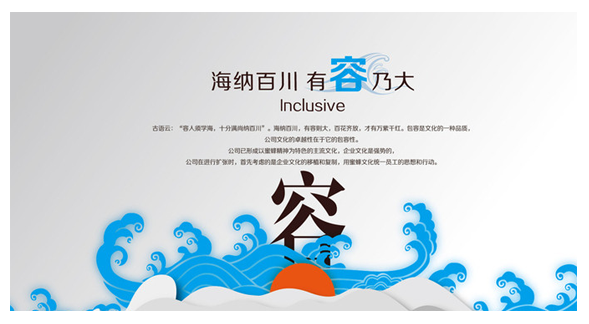 海纳百川 有容乃大
Inclusive
古语云：“容人须学海，十分满尚纳百川”。海纳百川，有容则大，百花齐放，才有万紫千红。包容是文化的一种品质，
公司文化的卓越性在于它的包容性。
公司已形成以蜜蜂精神为特色的主流文化，企业文化是强势的，
公司在进行扩张时，首先考虑的是企业文化的移植和复制，用蜜蜂文化统一员工的思想和行动。
容